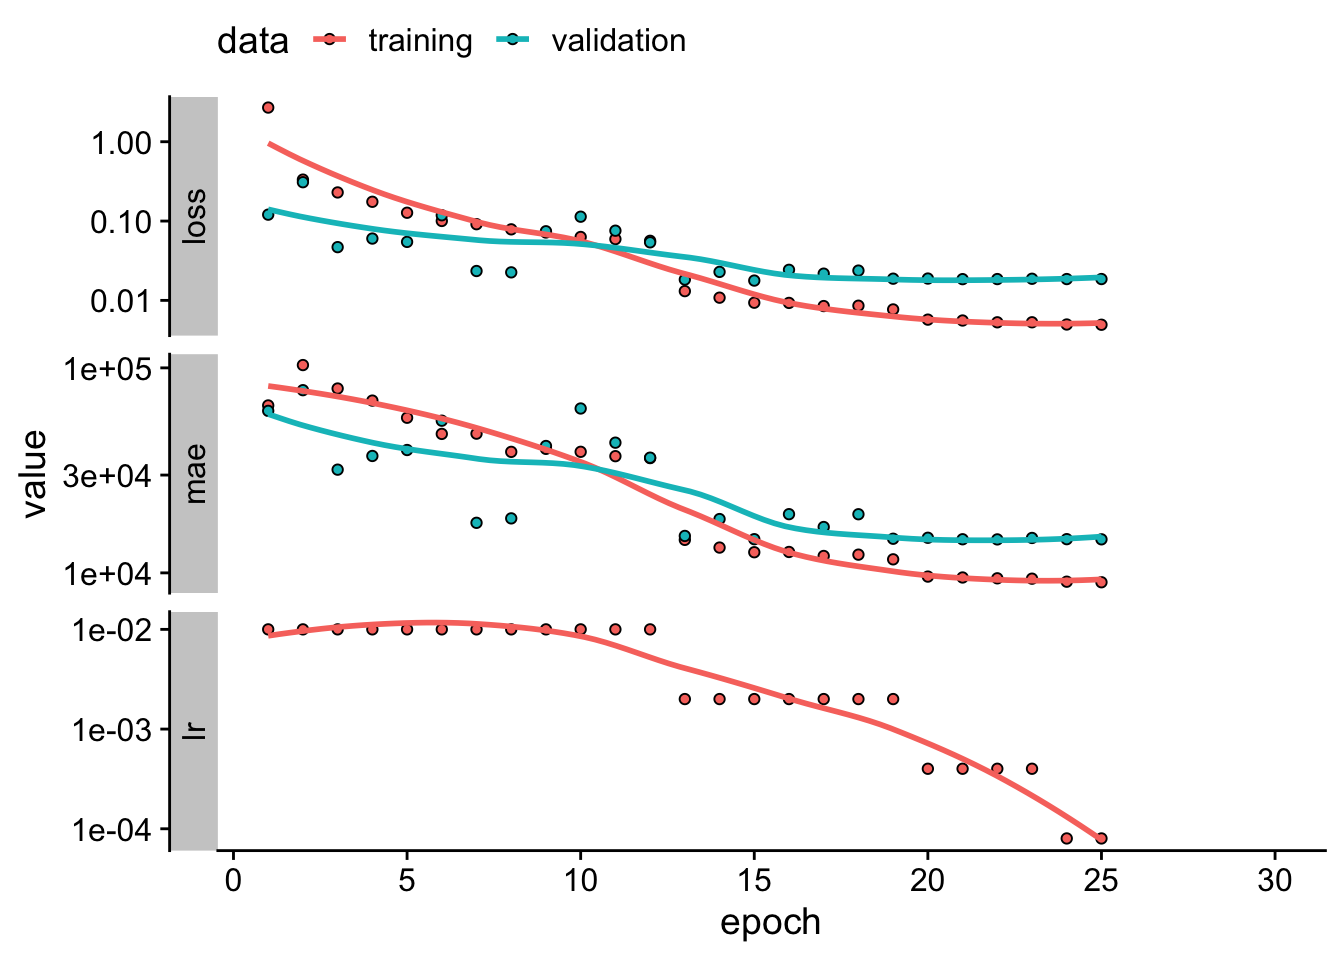 data training validation
loss
1.00
0.10
0.01
value
mae
1e+05
3e+04
1e+04
lr
1e-02
1e-03
1e-04
0 5 10 15 20 25 30
epoch